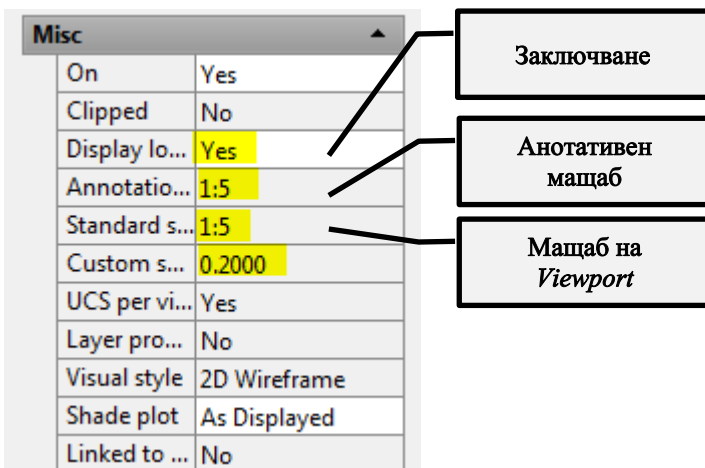 Misc
On Yes
Clipped No
Display lo... Yes
Annotatio... 1:5
Standard s... 1:5
Custom s... 0.2000
UCS per vi... Yes
Layer pro... No
Visual style 2D Wireframe
Shade plot As Displayed
Linked to ... No
Заключване
Анотативен
мащаб
Мащаб на
Viewport